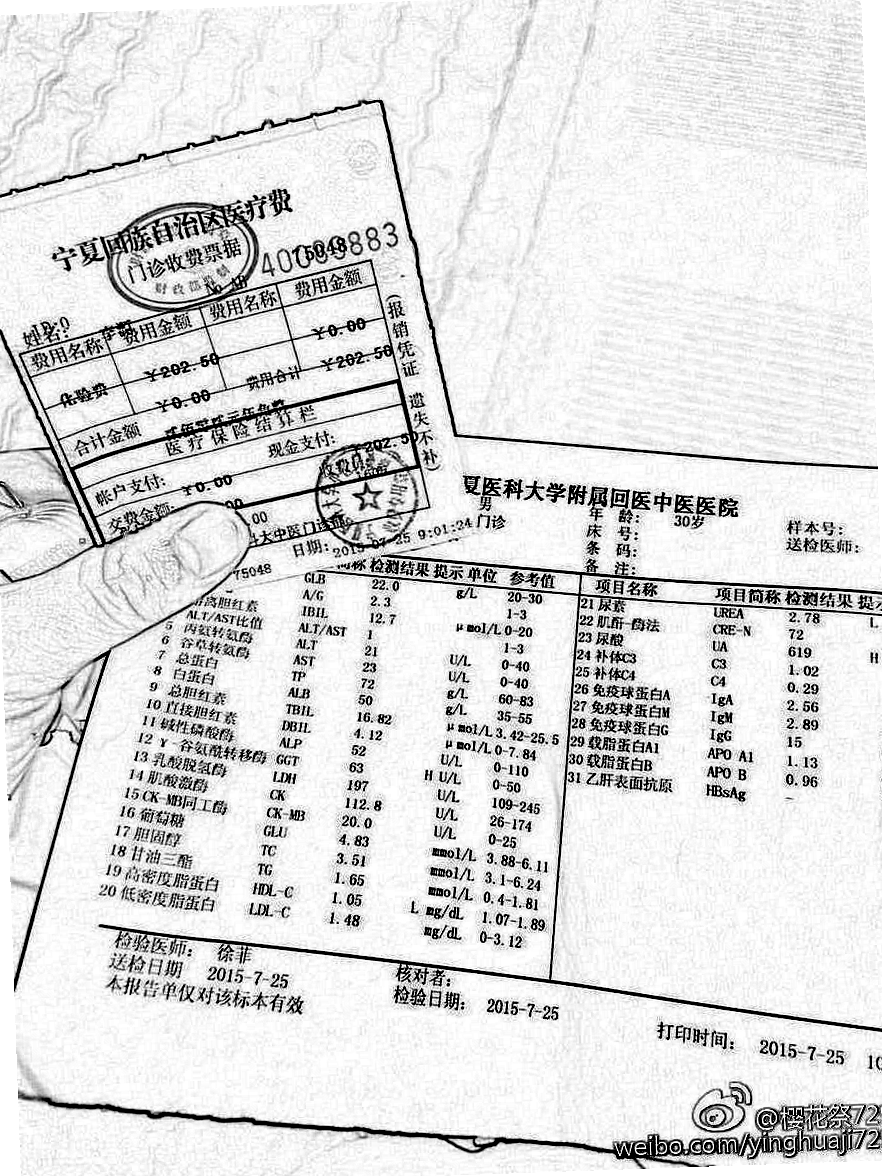 宁夏回族自治区医疗费
门诊收费票据
财政部监制
40099883
75048
姓名:
费用名称 费用金额 费用名称 费用金额
化验费 ￥202.50 ￥0.00
￥0.00 费用合计 ￥202.50
合计金额
医疗保险结算栏
帐户支付: ￥0.00 现金支付: ￥202.50
交费金额: 收费员
.00
日期: 2015-07-25 9:01:24
75048
(报销凭证 遗失不补)
夏医科大学附属回医中医医院
男 年 龄: 30岁 样本号:
门诊 床 号: 送检医师:
条 码:
备 注:
简称 检测结果 提示 单位 参考值
GLB 22.0 g/L 20-30
A/G 2.3 1-3
离胆红素 IBIL 12.7 μmol/L 0-20
ALT/AST比值 ALT/AST 1 1-3
5 丙氨转氨酶 ALT 21 U/L 0-40
6 谷草转氨酶 AST 23 U/L 0-40
7 总蛋白 TP 72 g/L 60-83
8 白蛋白 ALB 50 g/L 35-55
9 总胆红素 TBIL 16.82 μmol/L 3.42-25.5
10 直接胆红素 DBIL 4.12 μmol/L 0-7.84
11 碱性磷酸酶 ALP 52 U/L 0-110
12 γ-谷氨酰转移酶 GGT 63 H U/L 0-50
13 乳酸脱氢酶 LDH 197 U/L 109-245
14 肌酸激酶 CK 112.8 U/L 26-174
15 CK-MB同工酶 CK-MB 20.0 U/L 0-25
16 葡萄糖 GLU 4.83 mmol/L 3.88-6.11
17 胆固醇 TC 3.51 mmol/L 3.1-6.24
18 甘油三酯 TG 1.65 mmol/L 0.4-1.81
19 高密度脂蛋白 HDL-C 1.05 L mg/dL 1.07-1.89
20 低密度脂蛋白 LDL-C 1.48 mg/dL 0-3.12
项目名称 项目简称 检测结果 提示
21 尿素 UREA 2.78 L
22 肌酐-酶法 CRE-N 72
23 尿酸 UA 619 H
24 补体C3 C3 1.02
25 补体C4 C4 0.29
26 免疫球蛋白A IgA 2.56
27 免疫球蛋白M IgM 2.89
28 免疫球蛋白G IgG 15
29 载脂蛋白A1 APO A1 1.13
30 载脂蛋白B APO B 0.96
31 乙肝表面抗原 HBsAg -
检验医师: 徐菲 核对者:
送检日期 2015-7-25 检验日期: 2015-7-25
本报告单仅对该标本有效
打印时间: 2015-7-25 10
@樱花祭72
weibo.com/yinghuaji72